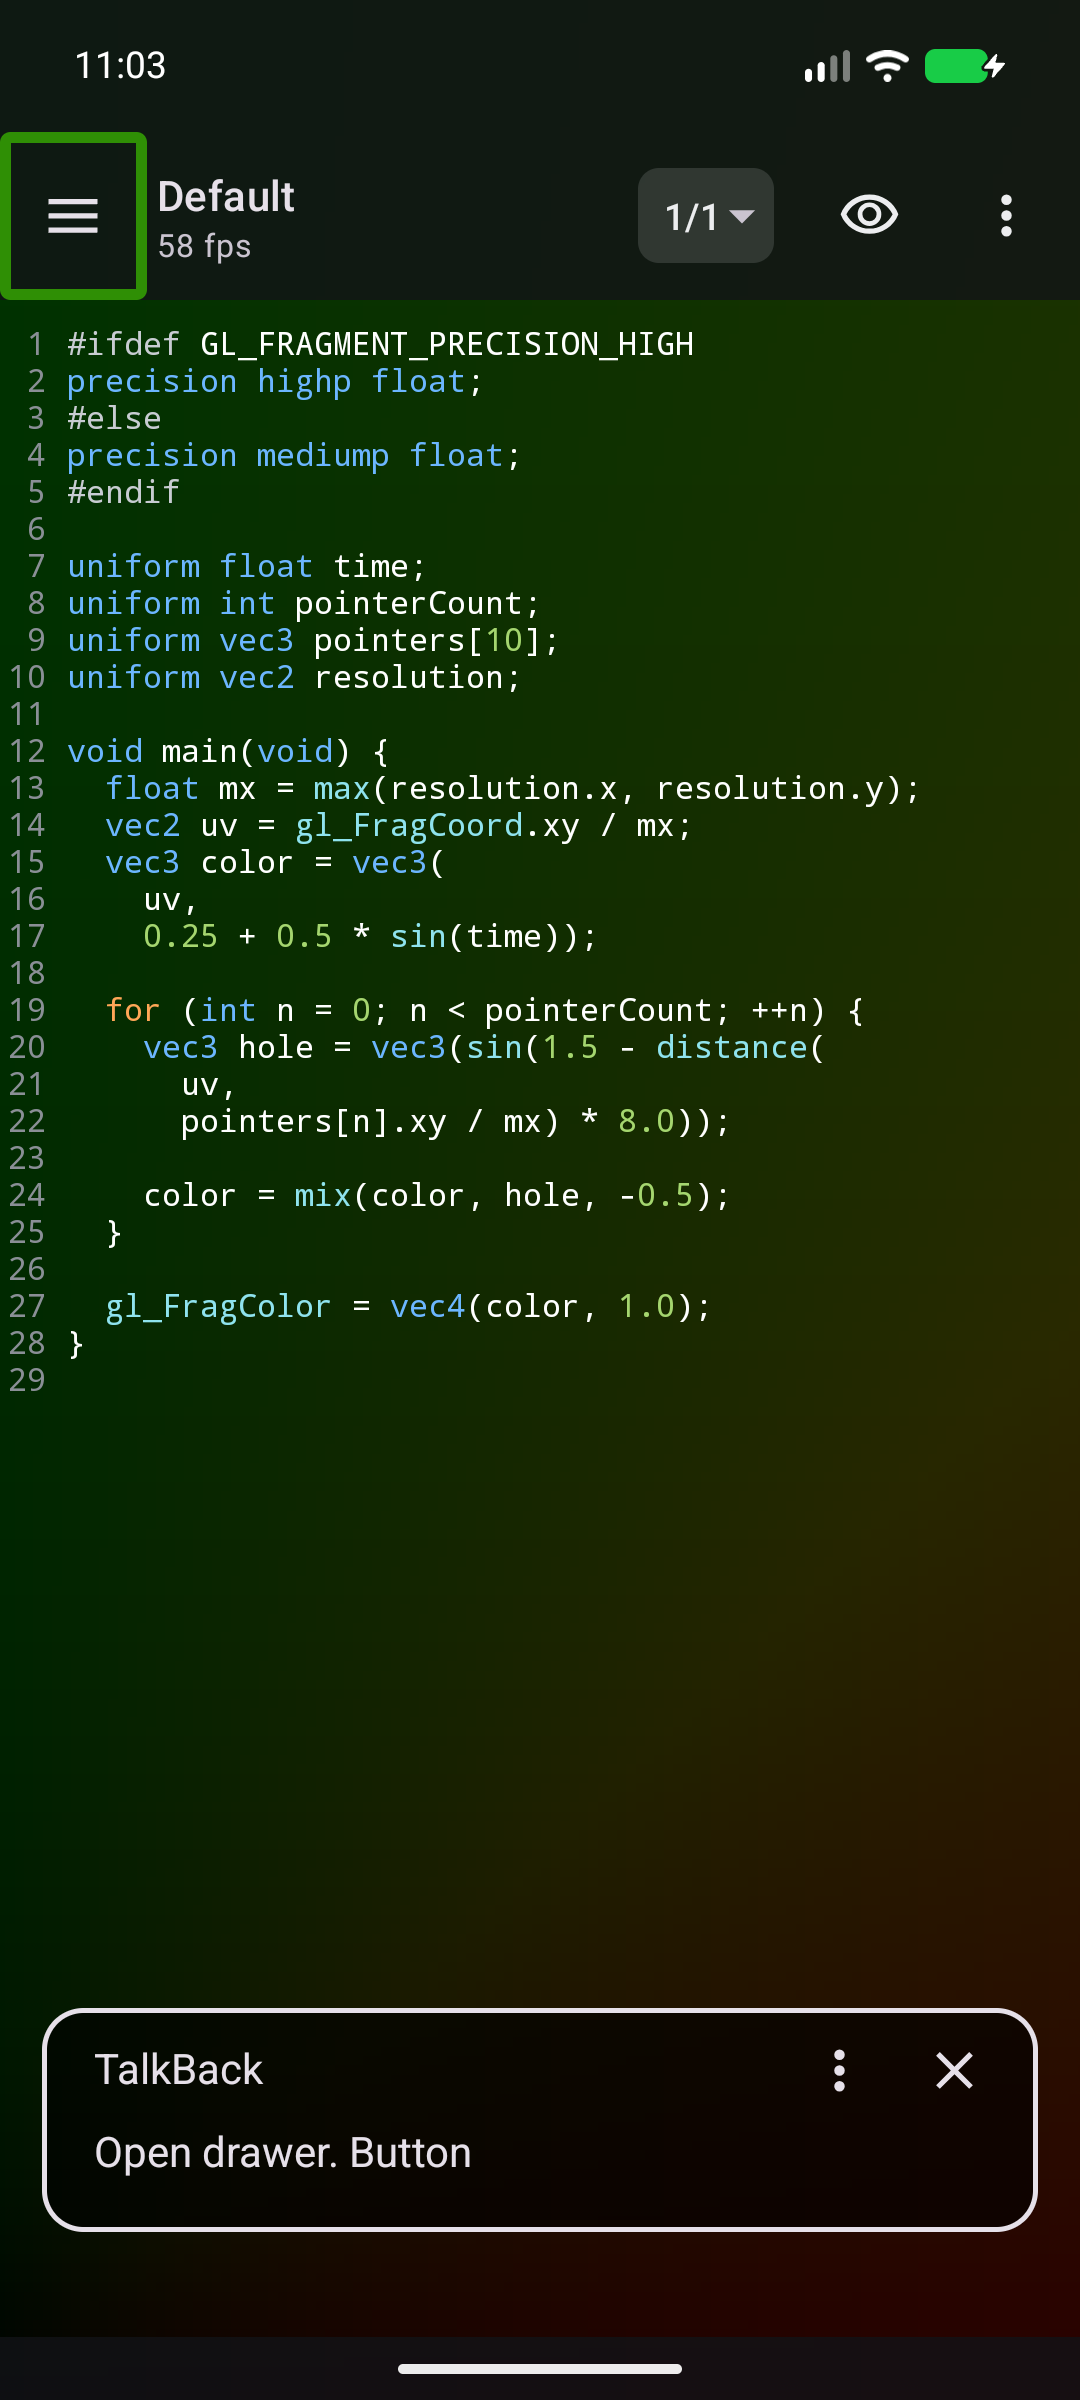 11:03
Default
58 fps
1/1
1 #ifdef GL_FRAGMENT_PRECISION_HIGH
2 precision highp float;
3 #else
4 precision mediump float;
5 #endif
6
7 uniform float time;
8 uniform int pointerCount;
9 uniform vec3 pointers[10];
10 uniform vec2 resolution;
11
12 void main(void) {
13   float mx = max(resolution.x, resolution.y);
14   vec2 uv = gl_FragCoord.xy / mx;
15   vec3 color = vec3(
16     uv,
17     0.25 + 0.5 * sin(time));
18
19   for (int n = 0; n < pointerCount; ++n) {
20     vec3 hole = vec3(sin(1.5 - distance(
21       uv,
22       pointers[n].xy / mx) * 8.0));
23
24     color = mix(color, hole, -0.5);
25   }
26
27   gl_FragColor = vec4(color, 1.0);
28 }
29
TalkBack
Open drawer. Button